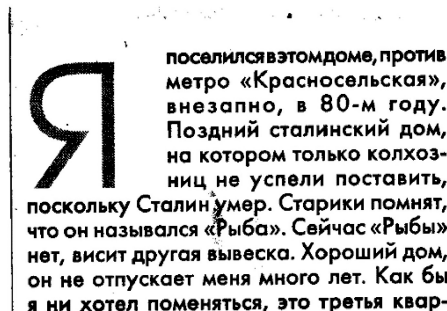 Я поселился в этом доме, против
метро «Красносельская»,
внезапно, в 80-м году.
Поздний сталинский дом,
на котором только колхоз-
ниц не успели поставить,
поскольку Сталин умер. Старики помнят,
что он назывался «Рыба». Сейчас «Рыбы»
нет, висит другая вывеска. Хороший дом,
он не отпускает меня много лет. Как бы
я ни хотел поменяться, это третья квар-